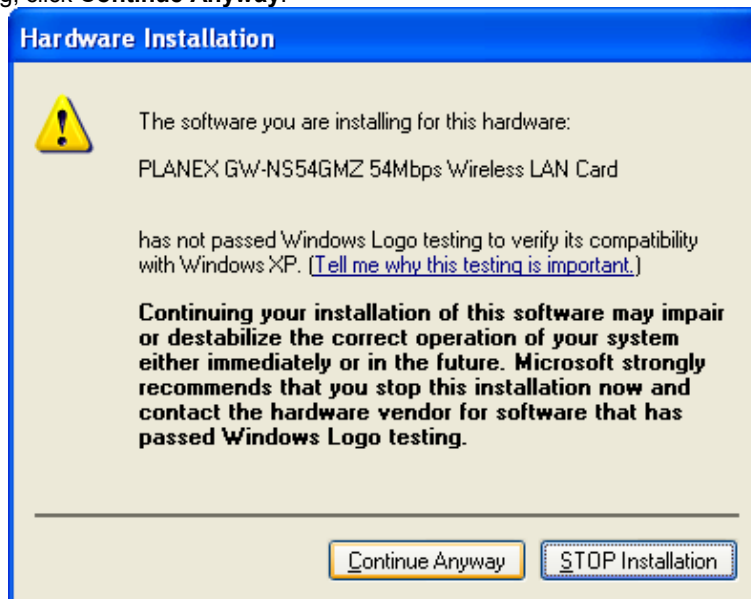 g, click Continue Anyway.
Hardware Installation
The software you are installing for this hardware:
PLANEX GW-NS54GMZ 54Mbps Wireless LAN Card
has not passed Windows Logo testing to verify its compatibility
with Windows XP. (Tell me why this testing is important.)
Continuing your installation of this software may impair
or destabilize the correct operation of your system
either immediately or in the future. Microsoft strongly
recommends that you stop this installation now and
contact the hardware vendor for software that has
passed Windows Logo testing.
Continue Anyway STOP Installation